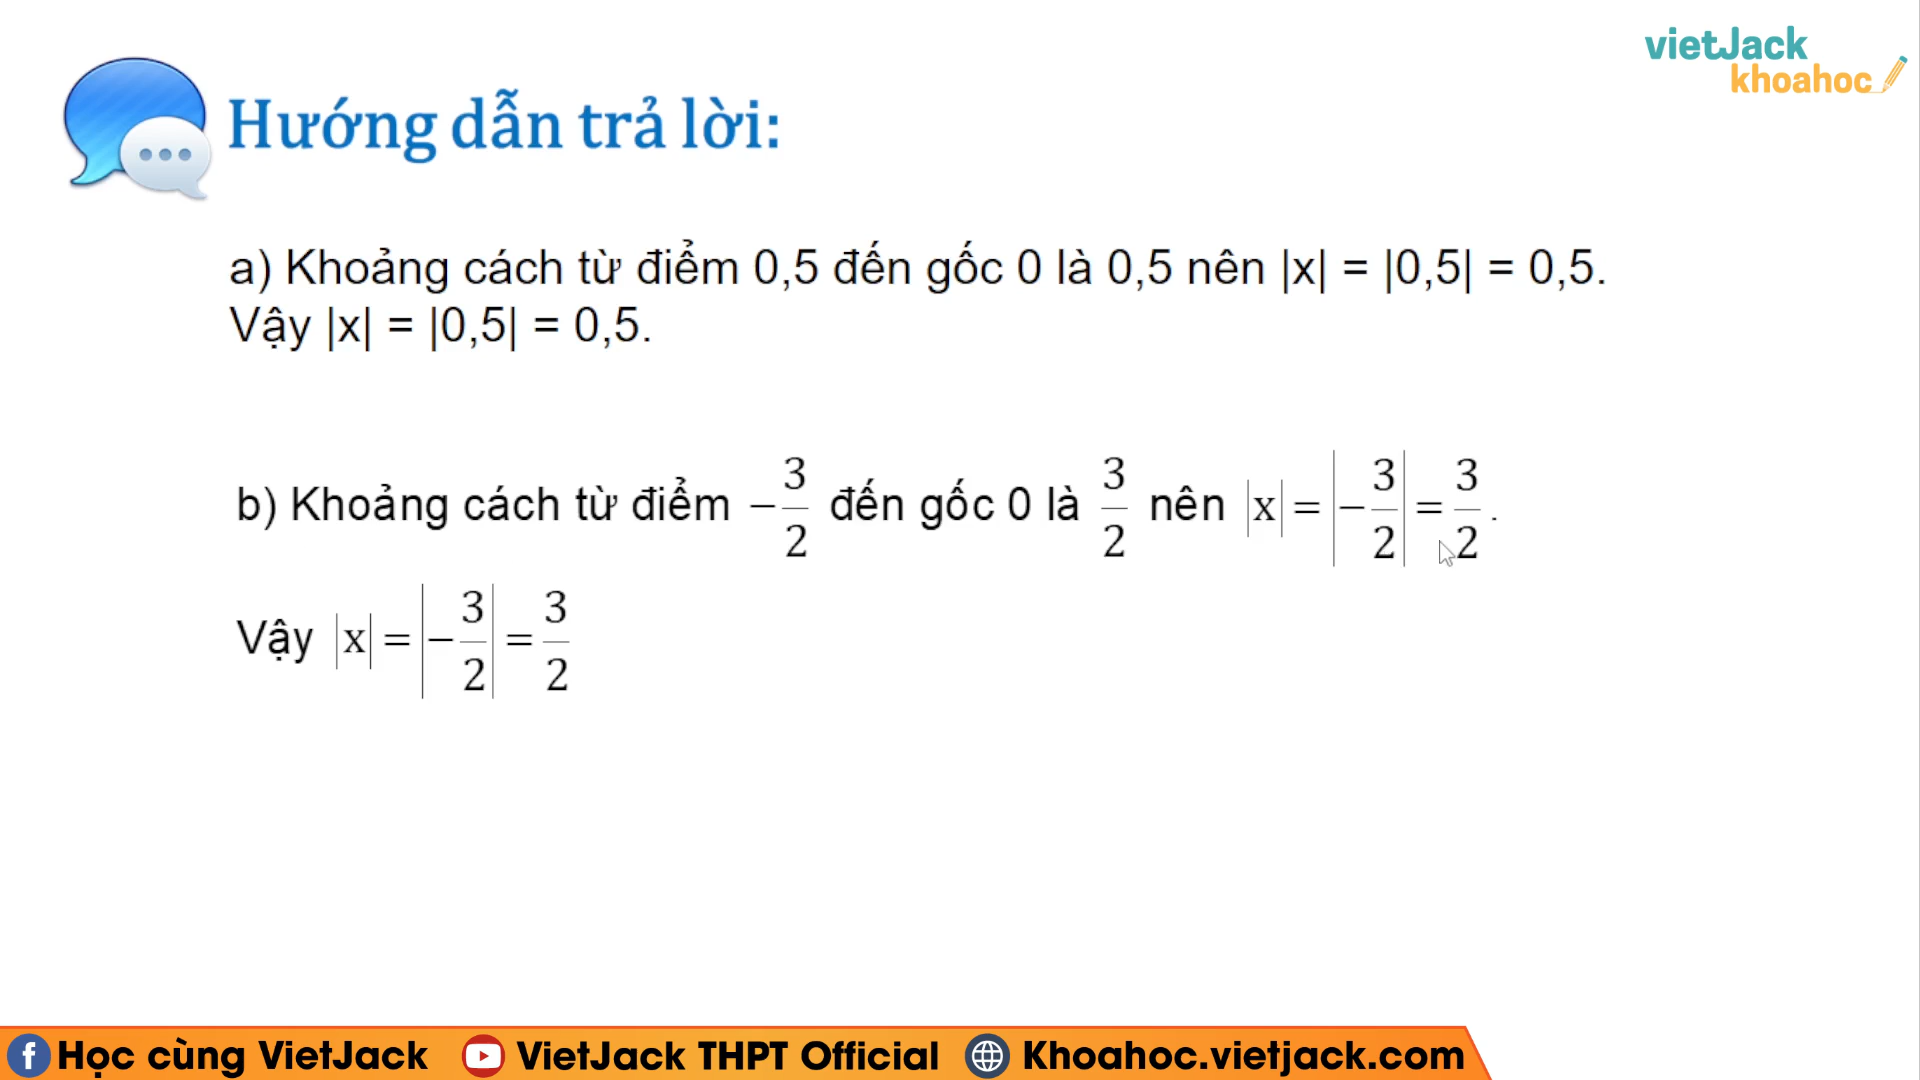 vietJack
khoahoc
Hướng dẫn trả lời:
a) Khoảng cách từ điểm 0,5 đến gốc 0 là 0,5 nên |x| = |0,5| = 0,5.
Vậy |x| = |0,5| = 0,5.
b) Khoảng cách từ điểm −3/2 đến gốc 0 là 3/2 nên |x| = |−3/2| = 3/2.
Vậy |x| = |−3/2| = 3/2
Học cùng VietJack VietJack THPT Official Khoahoc.vietjack.com